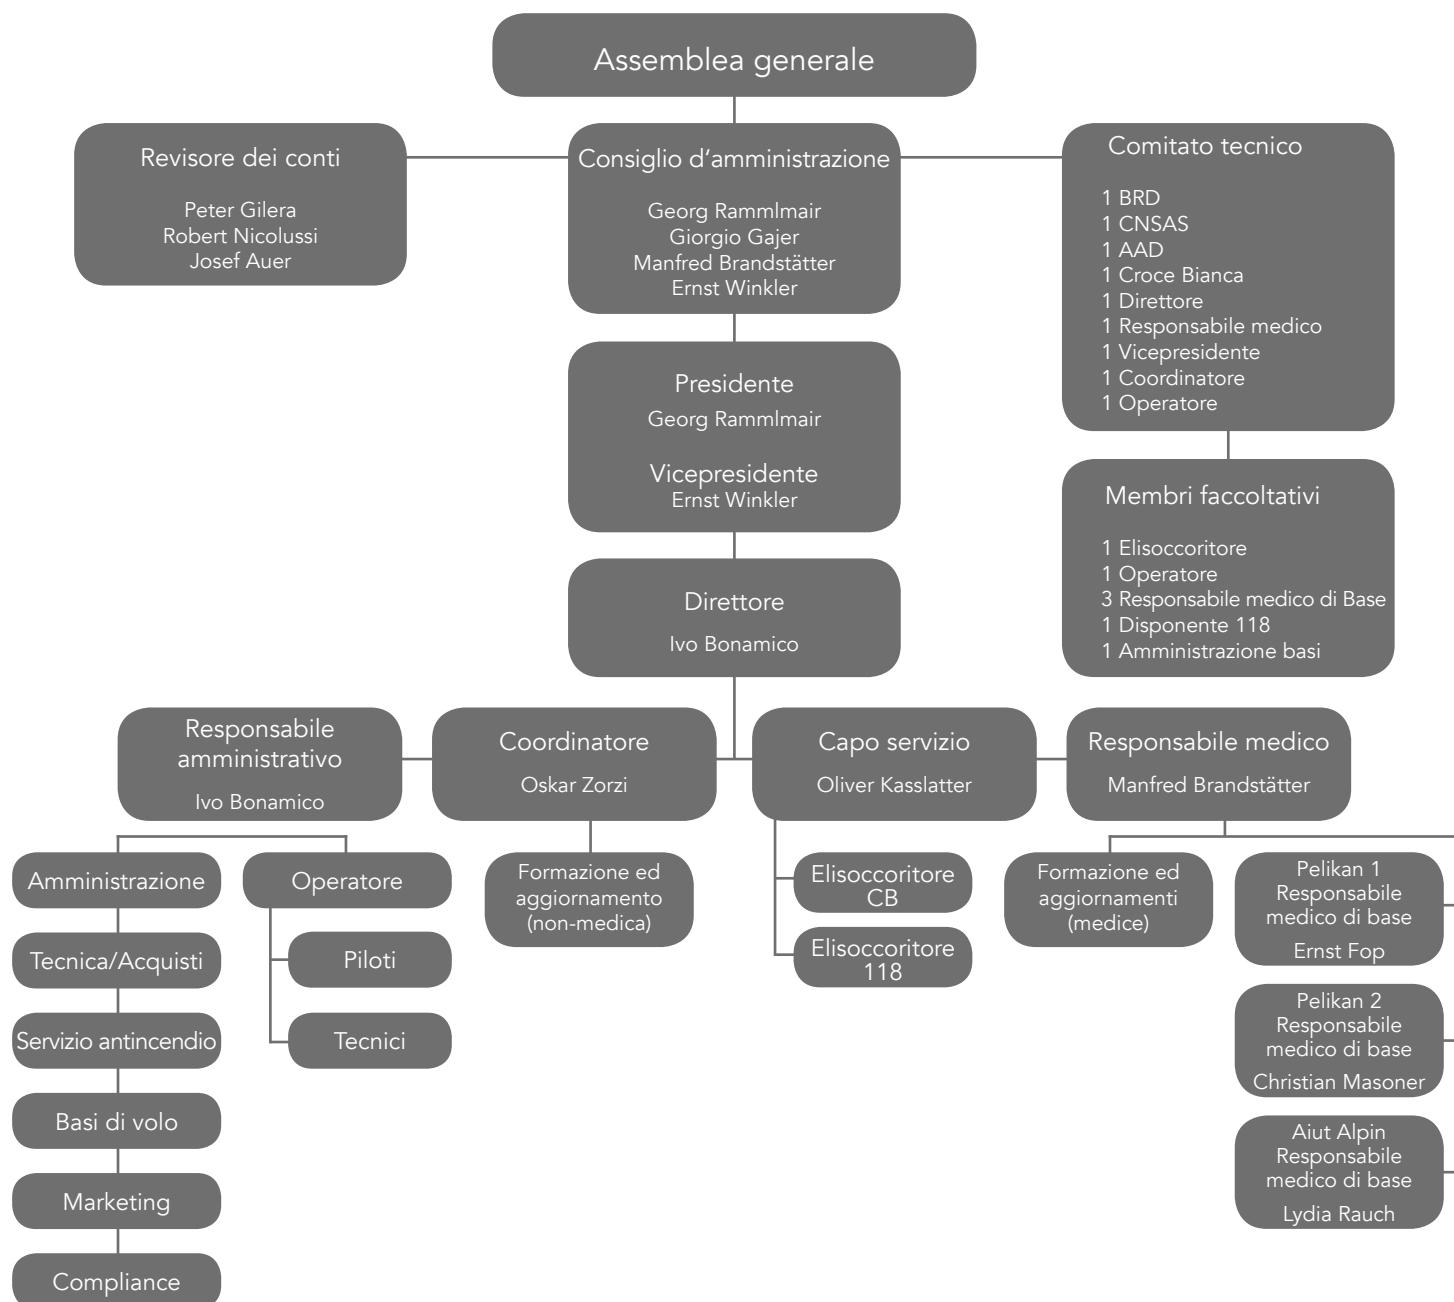 Assemblea generale
Revisore dei conti
Peter Gilera
Robert Nicolussi
Josef Auer
Consiglio d‘amministrazione
Georg Rammlmair
Giorgio Gajer
Manfred Brandstätter
Ernst Winkler
Comitato tecnico
1 BRD
1 CNSAS
1 AAD
1 Croce Bianca
1 Direttore
1 Responsabile medico
1 Vicepresidente
1 Coordinatore
1 Operatore
Presidente
Georg Rammlmair
Vicepresidente
Ernst Winkler
Membri faccoltativi
1 Elisoccoritore
1 Operatore
3 Responsabile medico di Base
1 Disponente 118
1 Amministrazione basi
Direttore
Ivo Bonamico
Responsabile
amministrativo
Ivo Bonamico
Coordinatore
Oskar Zorzi
Capo servizio
Oliver Kasslatter
Responsabile medico
Manfred Brandstätter
Amministrazione
Tecnica/Acquisti
Servizio antincendio
Basi di volo
Marketing
Compliance
Operatore
Piloti
Tecnici
Formazione ed
aggiornamento
(non-medica)
Elisoccoritore
CB
Elisoccoritore
118
Formazione ed
aggiornamenti
(medice)
Pelikan 1
Responsabile
medico di base
Ernst Fop
Pelikan 2
Responsabile
medico di base
Christian Masoner
Aiut Alpin
Responsabile
medico di base
Lydia Rauch